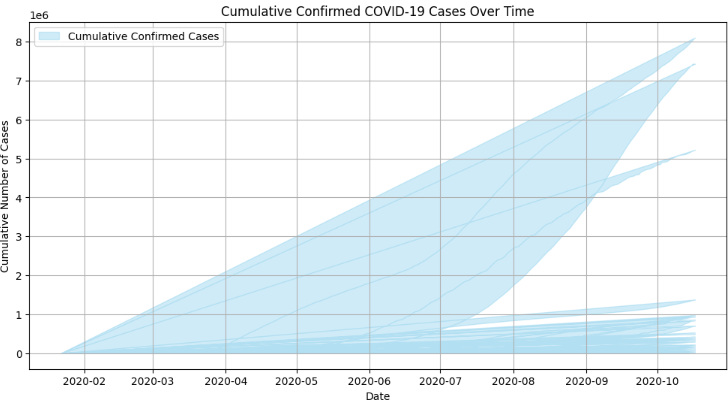 Cumulative Confirmed COVID-19 Cases Over Time
1e6
Cumulative Confirmed Cases
8
7
6
5
4
3
2
1
0
Cumulative Number of Cases
2020-02 2020-03 2020-04 2020-05 2020-06 2020-07 2020-08 2020-09 2020-10
Date